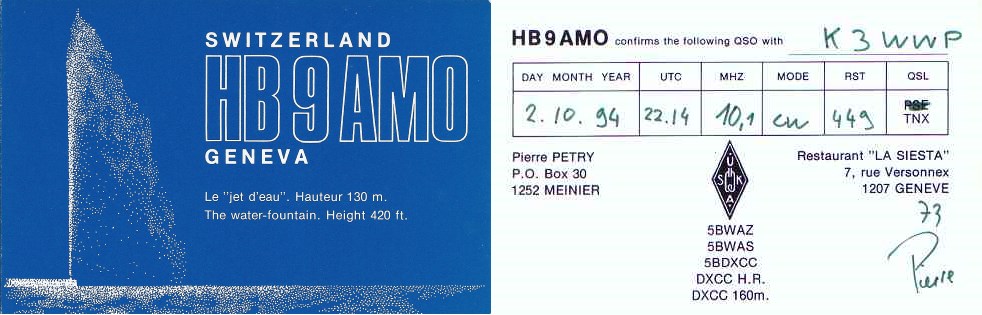 SWITZERLAND
HB9AMO
GENEVA
Le "jet d'eau". Hauteur 130 m.
The water-fountain. Height 420 ft.
HB9AMO confirms the following QSO with K3WWP
DAY MONTH YEAR UTC MHZ MODE RST QSL
PSE
2.10.94 22.14 10,1 cw 449 TNX
Pierre PETRY
P.O. Box 30
1252 MEINIER
USKA
Restaurant "LA SIESTA"
7, rue Versonnex
1207 GENEVE
73
Pierre
5BWAZ
5BWAS
5BDXCC
DXCC H.R.
DXCC 160m.